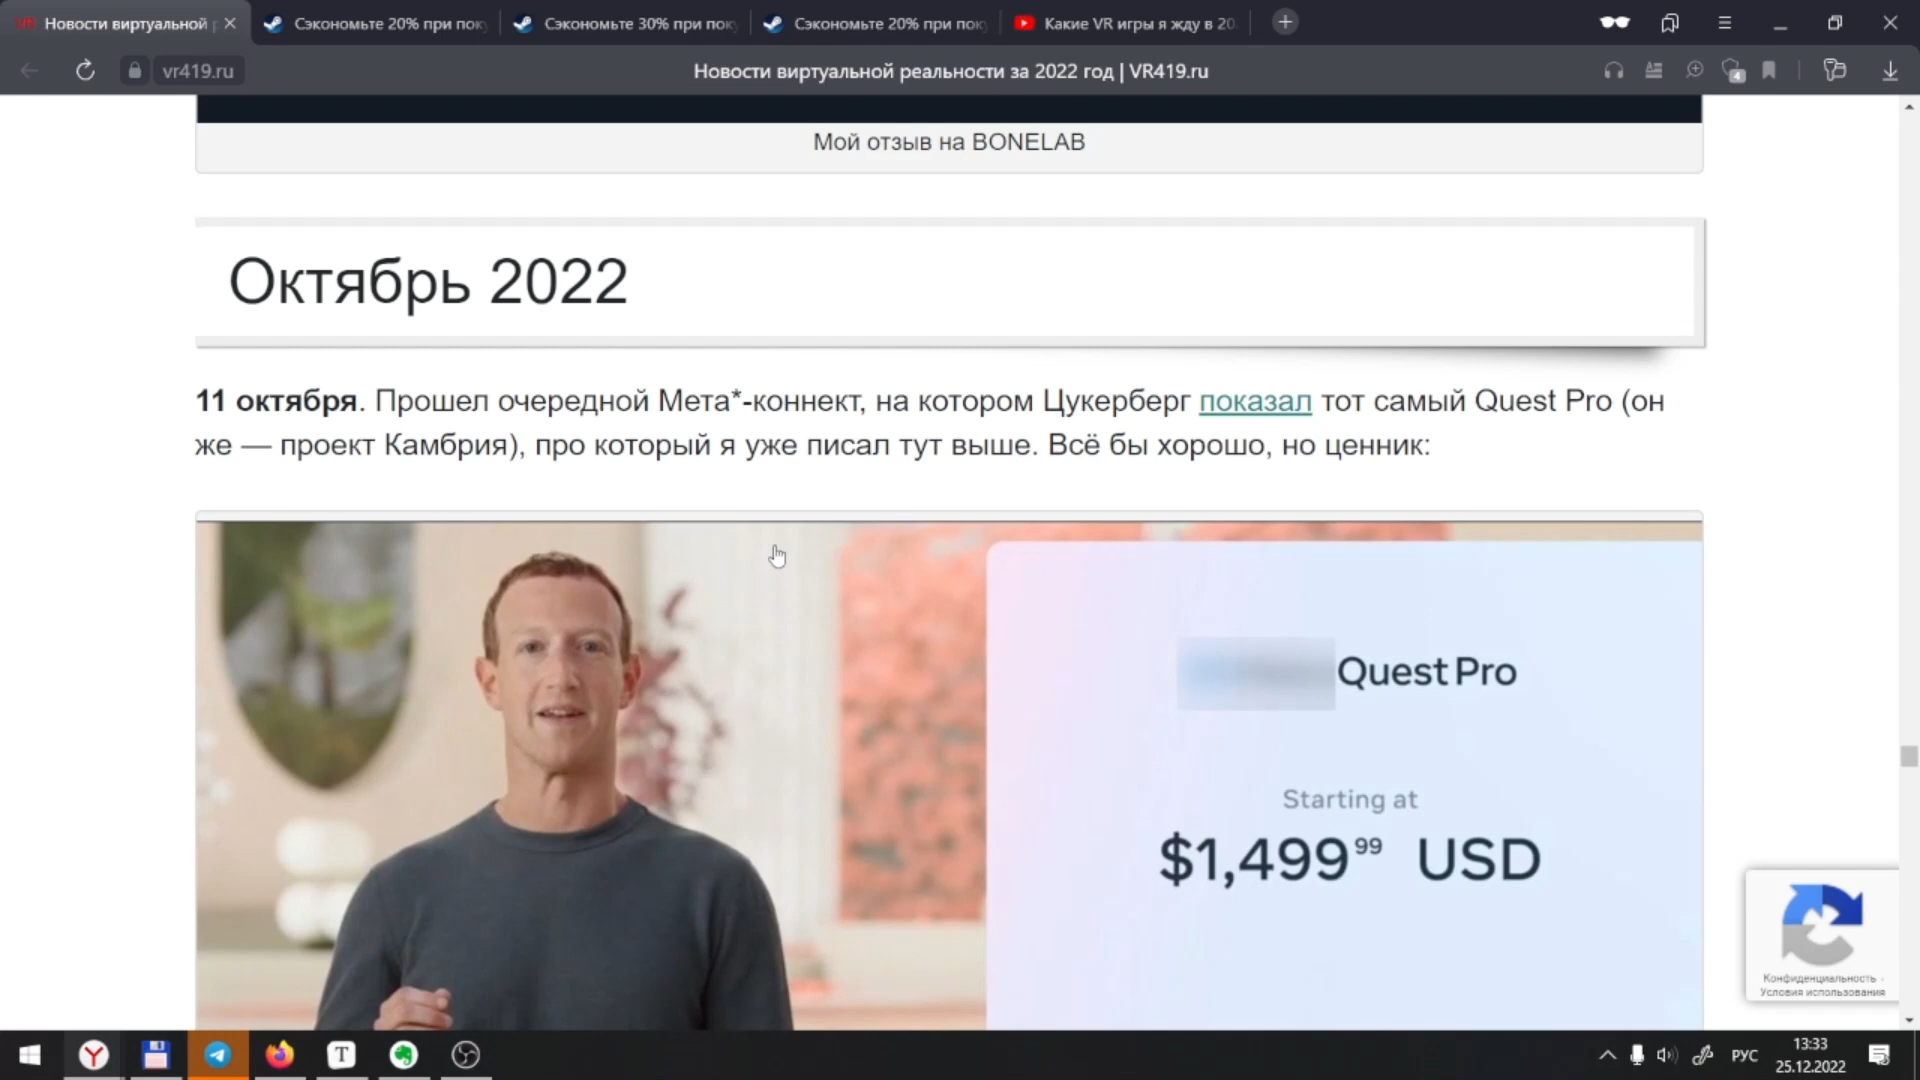 Новости виртуальной р
Сэкономьте 20% при пок
Сэкономьте 30% при пок
Сэкономьте 20% при пок
Какие VR игры я жду в 20
vr419.ru
Новости виртуальной реальности за 2022 год | VR419.ru
4
Мой отзыв на BONELAB
Октябрь 2022
11 октября. Прошел очередной Мета*-коннект, на котором Цукерберг показал тот самый Quest Pro (он
же — проект Камбрия), про который я уже писал тут выше. Всё бы хорошо, но ценник:
Quest Pro
Starting at
$1,499 99 USD
Конфиденциальность -
Условия использования
T
РУС
13:33
25.12.2022